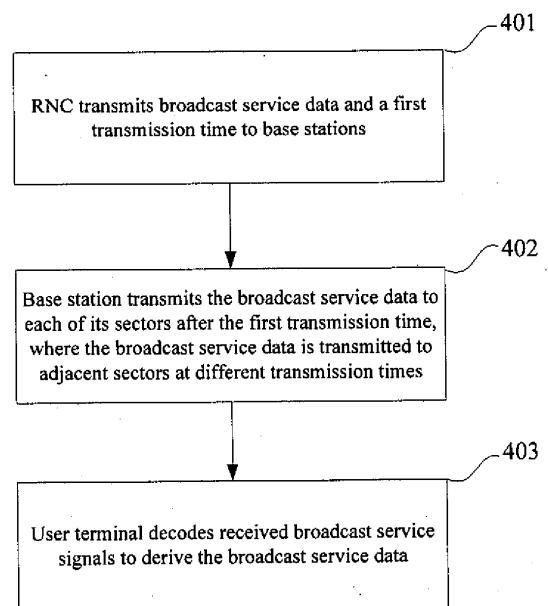 401
RNC transmits broadcast service data and a first
transmission time to base stations
402
Base station transmits the broadcast service data to
each of its sectors after the first transmission time,
where the broadcast service data is transmitted to
adjacent sectors at different transmission times
403
User terminal decodes received broadcast service
signals to derive the broadcast service data